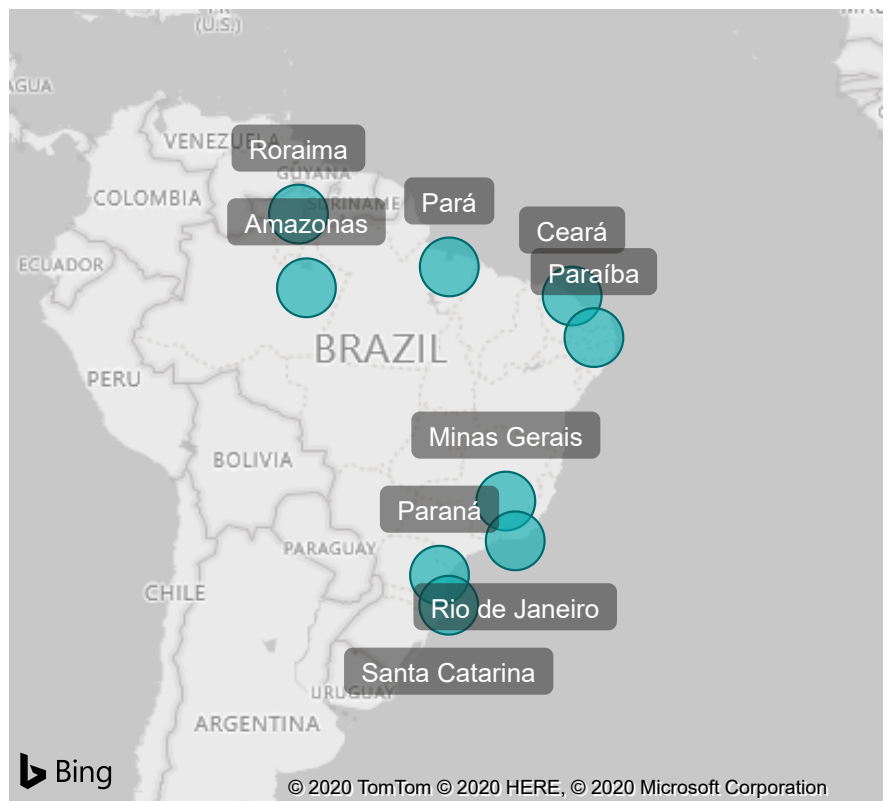 (U.S.)
AGUA
VENEZUELA
Roraima
GUYANA
COLOMBIA
SURINAME
Pará
Amazonas
Ceará
ECUADOR
Paraíba
BRAZIL
PERU
Minas Gerais
BOLIVIA
Paraná
PARAGUAY
CHILE
Rio de Janeiro
Santa Catarina
URUGUAY
ARGENTINA
Bing
© 2020 TomTom © 2020 HERE, © 2020 Microsoft Corporation